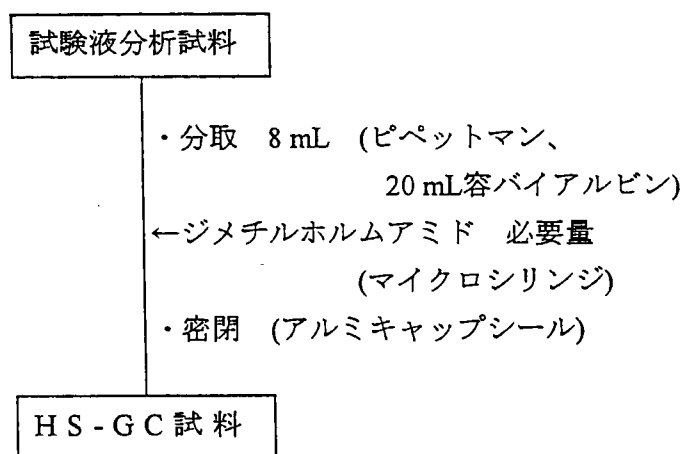 試験液分析試料
・分取 8 mL (ピペットマン、
20 mL容バイアルビン)
←ジメチルホルムアミド 必要量
(マイクロシリンジ)
・密閉 (アルミキャップシール)
HS-GC試料